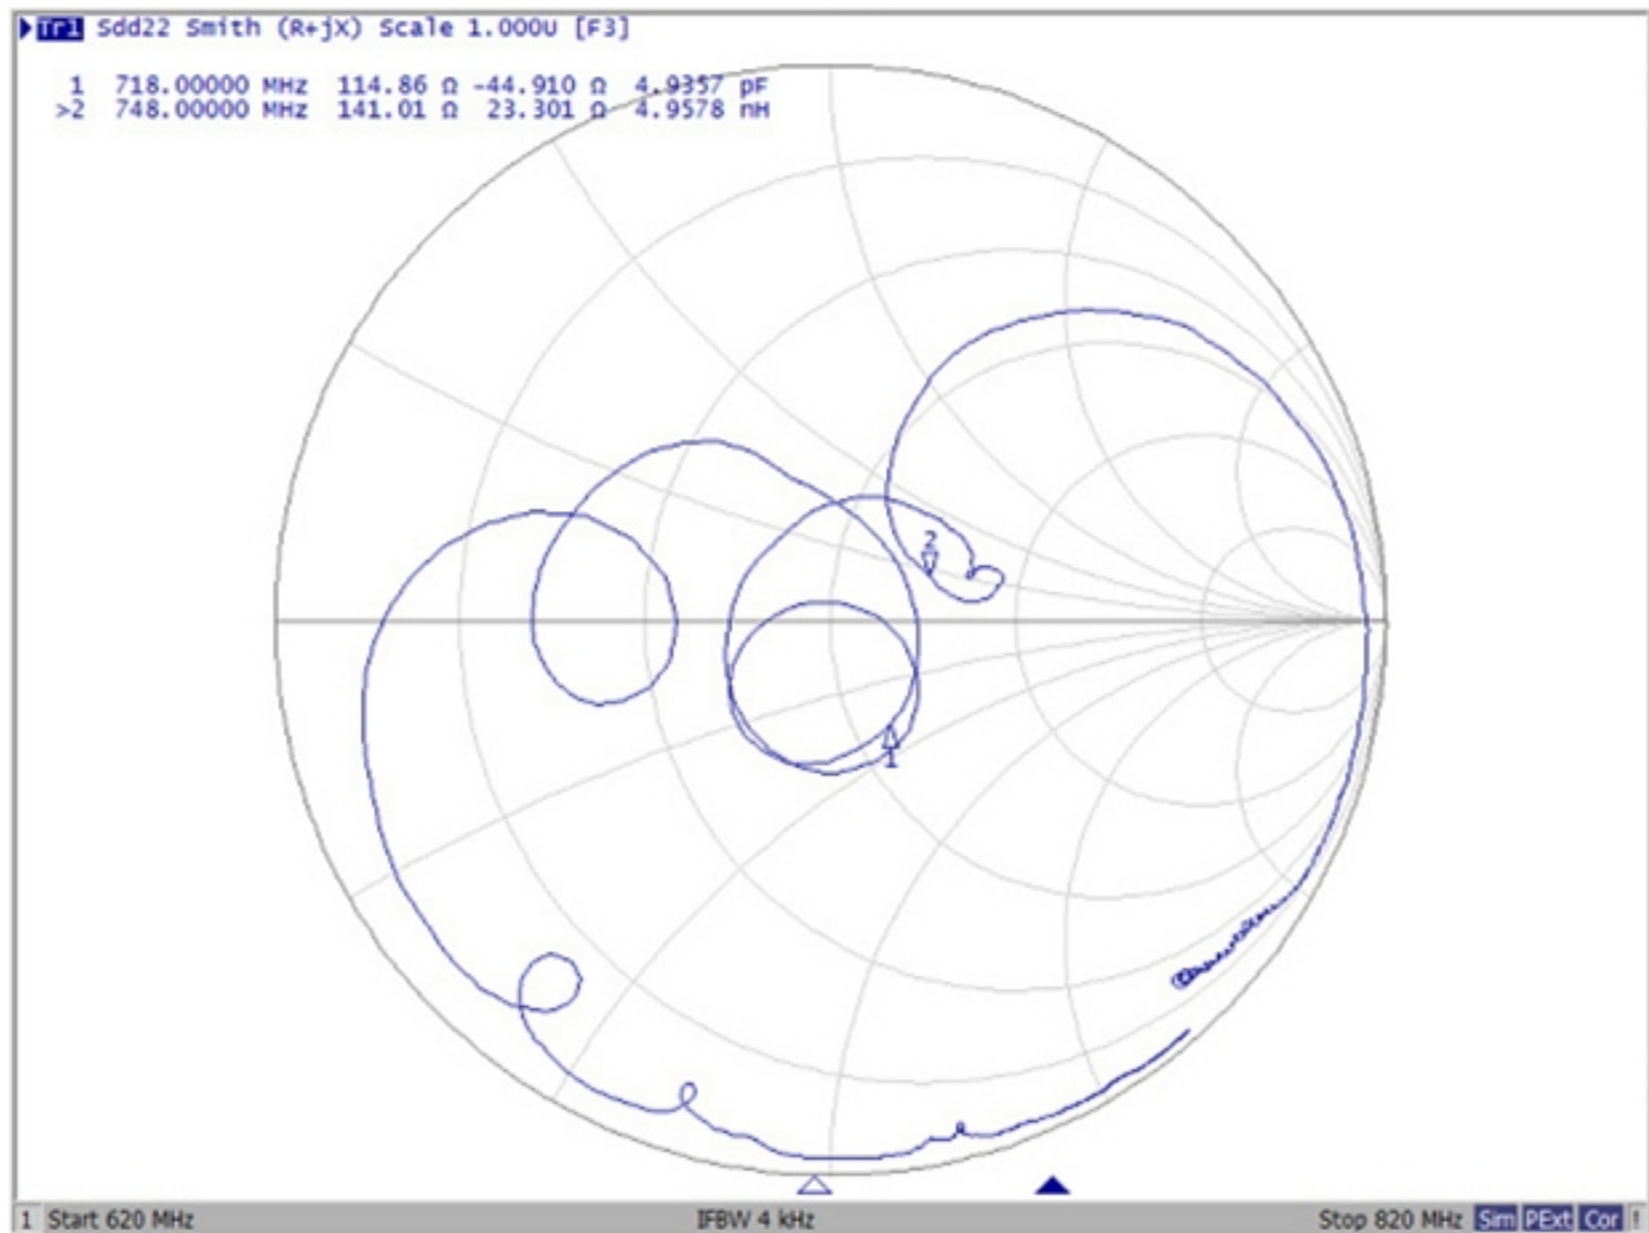 Tr1 Sdd22 Smith (R+jX) Scale 1.000U [F3]
1 718.00000 MHz 114.86 Ω -44.910 Ω 4.9357 pF
>2 748.00000 MHz 141.01 Ω 23.301 Ω 4.9578 nH
2
1
1 Start 620 MHz IFBW 4 kHz Stop 820 MHz Sim PExt Cor !